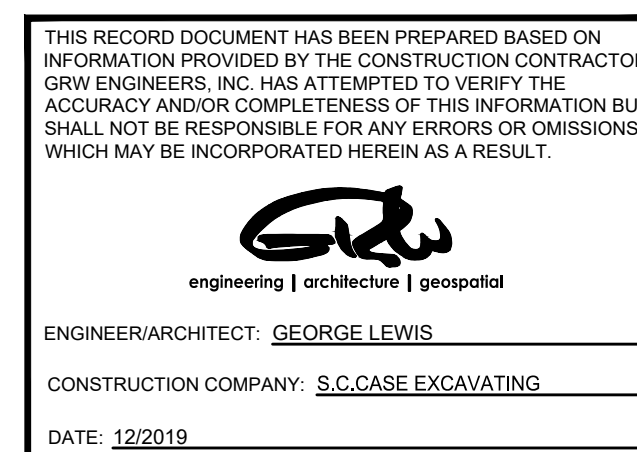 THIS RECORD DOCUMENT HAS BEEN PREPARED BASED ON
INFORMATION PROVIDED BY THE CONSTRUCTION CONTRACTO
GRW ENGINEERS, INC. HAS ATTEMPTED TO VERIFY THE
ACCURACY AND/OR COMPLETENESS OF THIS INFORMATION BU
SHALL NOT BE RESPONSIBLE FOR ANY ERRORS OR OMISSIONS
WHICH MAY BE INCORPORATED HEREIN AS A RESULT.
GRW
engineering | architecture | geospatial
ENGINEER/ARCHITECT: GEORGE LEWIS
CONSTRUCTION COMPANY: S.C.CASE EXCAVATING
DATE: 12/2019